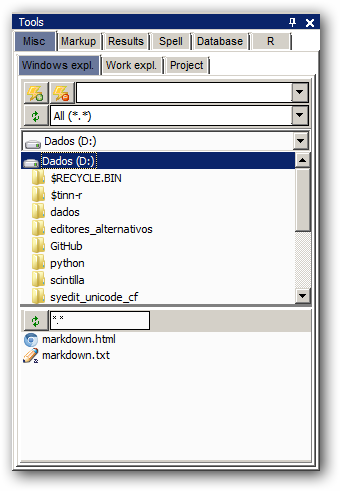 Tools
Misc Markup Results Spell Database R
Windows expl. Work expl. Project
All (*.*)
Dados (D:)
Dados (D:)
$RECYCLE.BIN
$tinn-r
dados
editores_alternativos
GitHub
python
scintilla
syedit_unicode_cf
*.*
markdown.html
markdown.txt